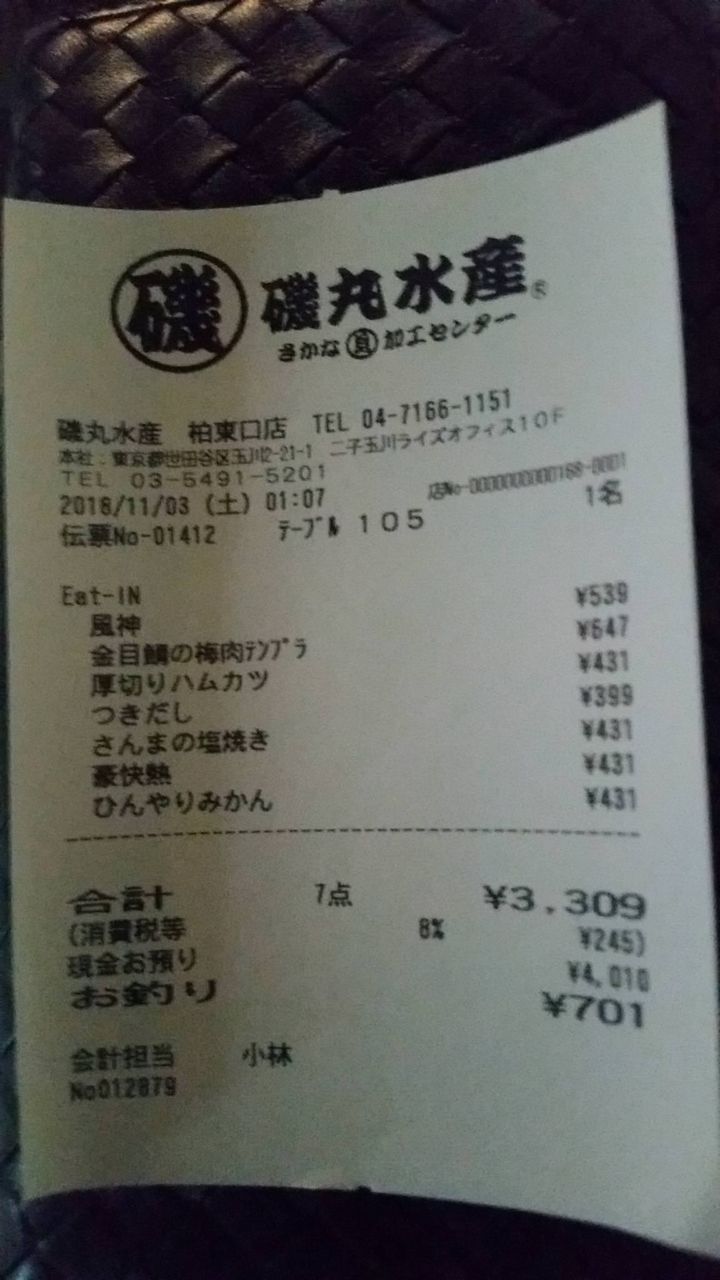 磯 磯丸水産®
さかな 貝 加工センター
磯丸水産 柏東口店 TEL 04-7166-1151
本社:東京都世田谷区玉川2-21-1 二子玉川ライズオフィス10F
TEL 03-5491-5201
店No-0000000000168-0001
2018/11/03 (土) 01:07 1名
伝票No-01412 テーブル 105
Eat-IN
風神 ¥539
金目鯛の梅肉テンプラ ¥647
厚切りハムカツ ¥431
つきだし ¥399
さんまの塩焼き ¥431
豪快熱 ¥431
ひんやりみかん ¥431
合計 7点 ¥3,309
(消費税等 8% ¥245)
現金お預り ¥4,010
お釣り ¥701
会計担当 小林
No012879